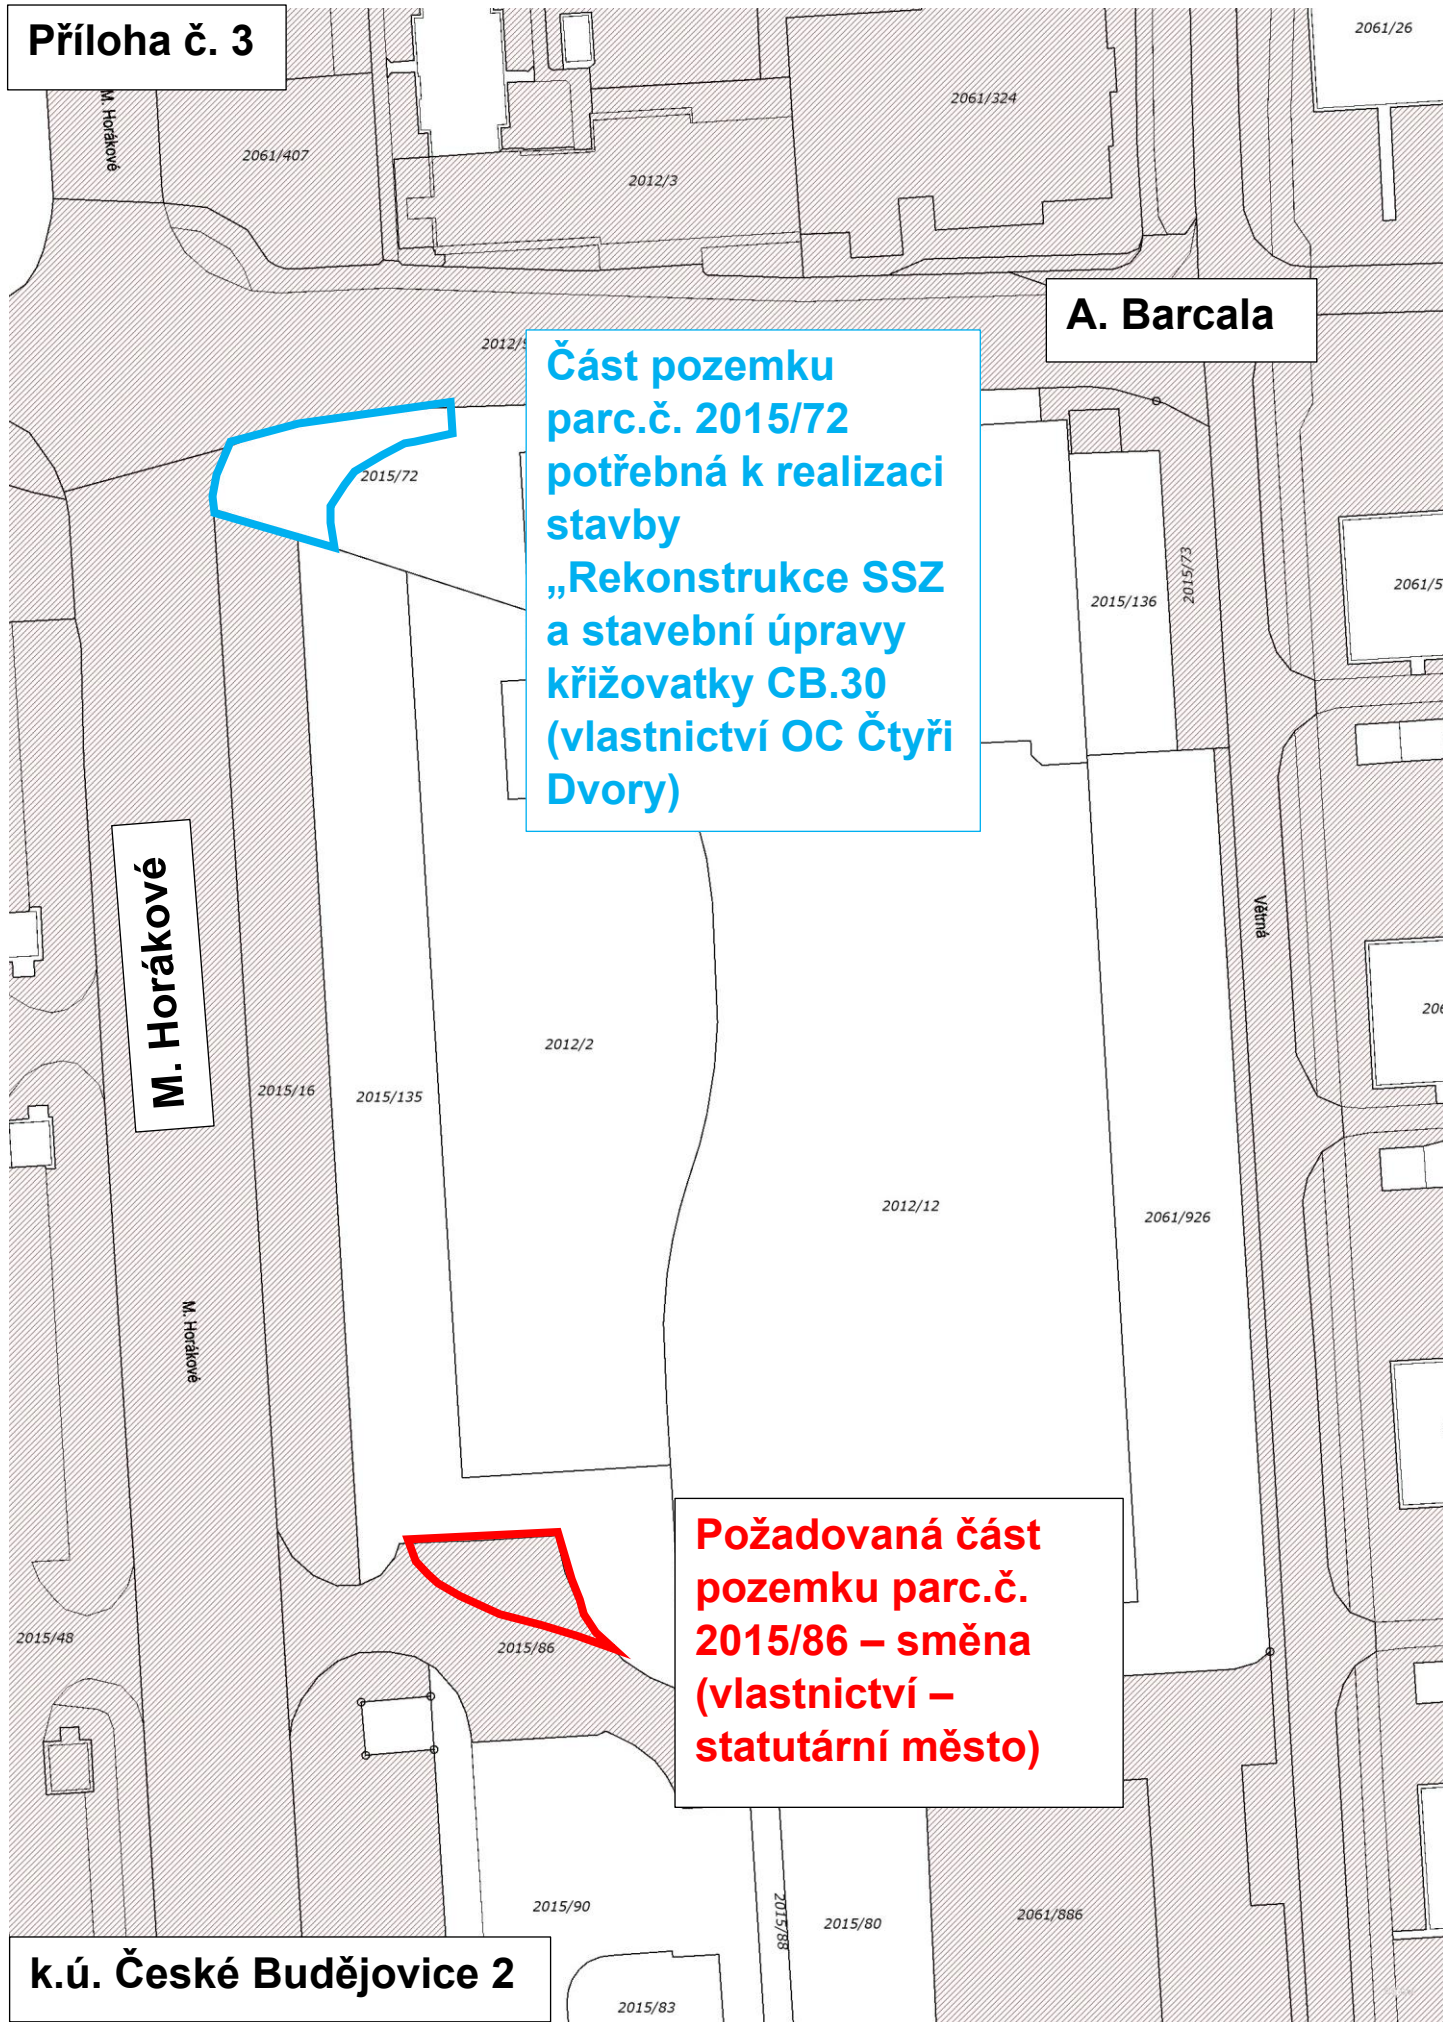 Příloha č. 3
2061/26
M. Horákové
2061/324
2061/407
2012/3
A. Barcala
Část pozemku
parc.č. 2015/72
potřebná k realizaci
stavby
„Rekonstrukce SSZ
a stavební úpravy
křižovatky CB.30
(vlastnictví OC Čtyři
Dvory)
2015/72
2015/136
2015/73
M. Horákové
Větrná
2012/2
2015/16
2015/135
2012/12
2061/926
M. Horákové
Požadovaná část
pozemku parc.č.
2015/86 – směna
(vlastnictví –
statutární město)
2015/48
2015/86
2015/90
2015/88
2015/80
2061/886
k.ú. České Budějovice 2
2015/83